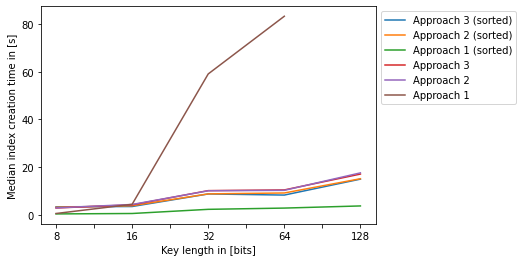 80
60
40
20
0
Median index creation time in [s]
8
16
32
64
128
Key length in [bits]
Approach 3 (sorted)
Approach 2 (sorted)
Approach 1 (sorted)
Approach 3
Approach 2
Approach 1